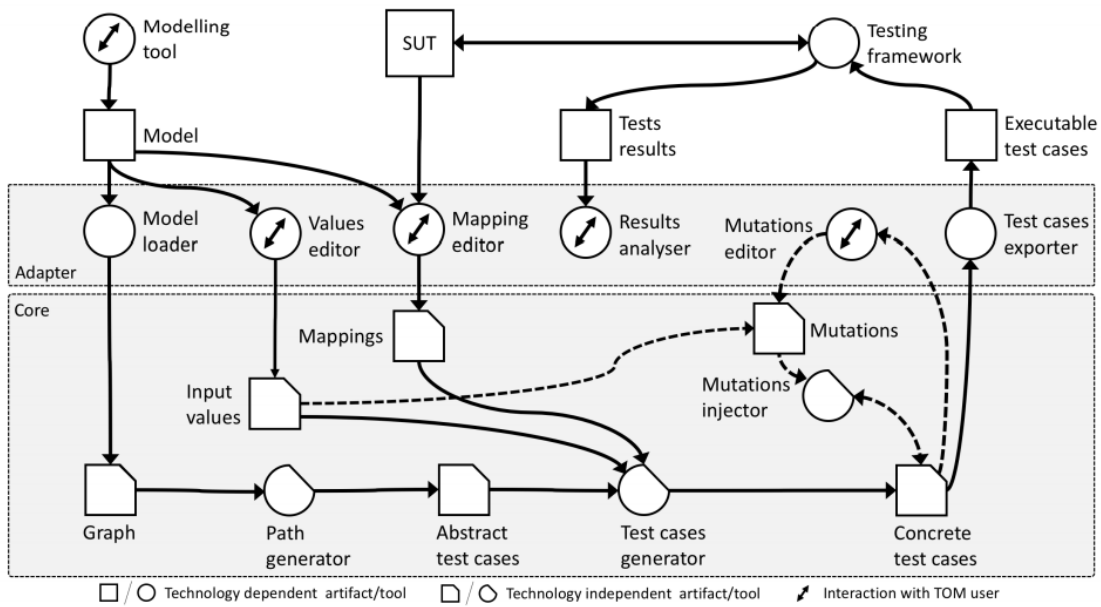 Modelling
tool
SUT
Testing
framework
Model
Tests
results
Executable
test cases
Model
loader
Values
editor
Mapping
editor
Results
analyser
Mutations
editor
Test cases
exporter
Adapter
Core
Mappings
Mutations
Input
values
Mutations
injector
Graph
Path
generator
Abstract
test cases
Test cases
generator
Concrete
test cases
/ Technology dependent artifact/tool
/ Technology independent artifact/tool
Interaction with TOM user